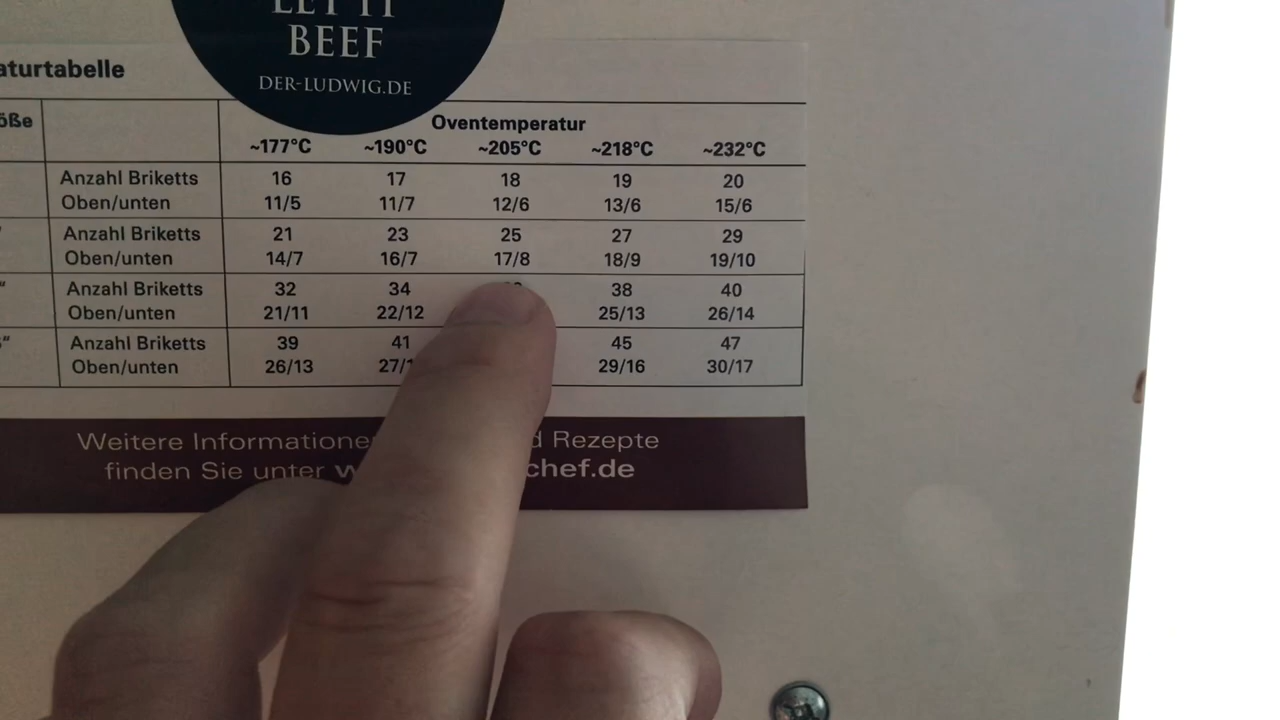 LET IT
BEEF
DER-LUDWIG.DE
aturtabelle
öße
Oventemperatur
~177°C ~190°C ~205°C ~218°C ~232°C
Anzahl Briketts 16 17 18 19 20
Oben/unten 11/5 11/7 12/6 13/6 15/6
Anzahl Briketts 21 23 25 27 29
Oben/unten 14/7 16/7 17/8 18/9 19/10
Anzahl Briketts 32 34 38 40
Oben/unten 21/11 22/12 25/13 26/14
Anzahl Briketts 39 41 45 47
Oben/unten 26/13 27/1 29/16 30/17
Weitere Informatione d Rezepte
finden Sie unter w chef.de